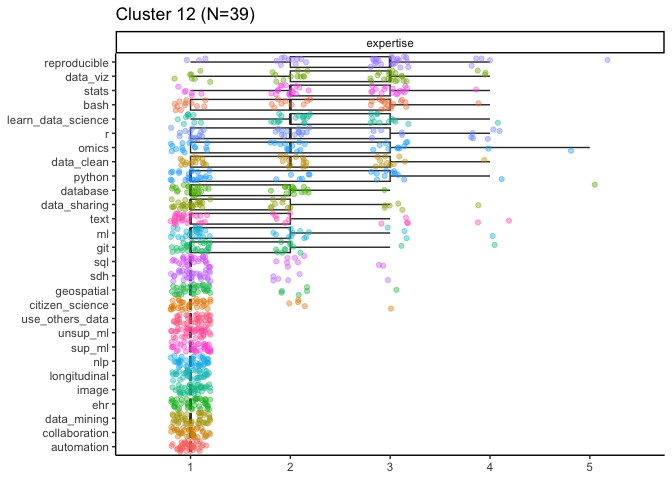 Cluster 12 (N=39)
expertise
reproducible
data_viz
stats
bash
learn_data_science
r
omics
data_clean
python
database
data_sharing
text
ml
git
sql
sdh
geospatial
citizen_science
use_others_data
unsup_ml
sup_ml
nlp
longitudinal
image
ehr
data_mining
collaboration
automation
1 2 3 4 5